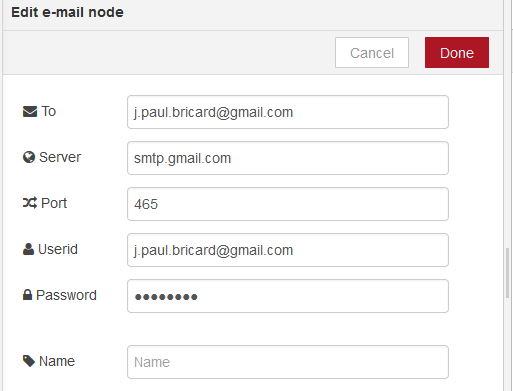 Edit e-mail node
Cancel Done
To j.paul.bricard@gmail.com
Server smtp.gmail.com
Port 465
Userid j.paul.bricard@gmail.com
Password ●●●●●●●●
Name Name